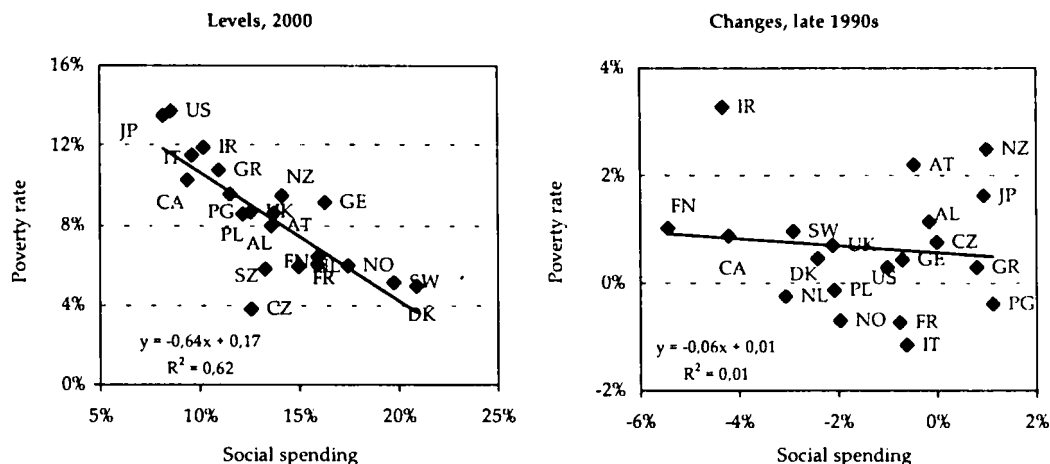 Levels, 2000
Poverty rate
16%
12%
8%
4%
0%
5%
10%
15%
20%
25%
Social spending
US
JP
IR
IT
GR
CA
NZ
GE
PG
UK
PL
AL
AT
SZ
FN
NL
FR
NO
SW
CZ
DK
y = -0,64x + 0,17
R² = 0,62
Changes, late 1990s
Poverty rate
4%
2%
0%
-2%
-6%
-4%
-2%
0%
2%
Social spending
IR
NZ
AT
JP
FN
AL
SW
UK
CZ
CA
DK
GE
US
GR
NL
PL
PG
NO
FR
IT
y = -0,06x + 0,01
R² = 0,01